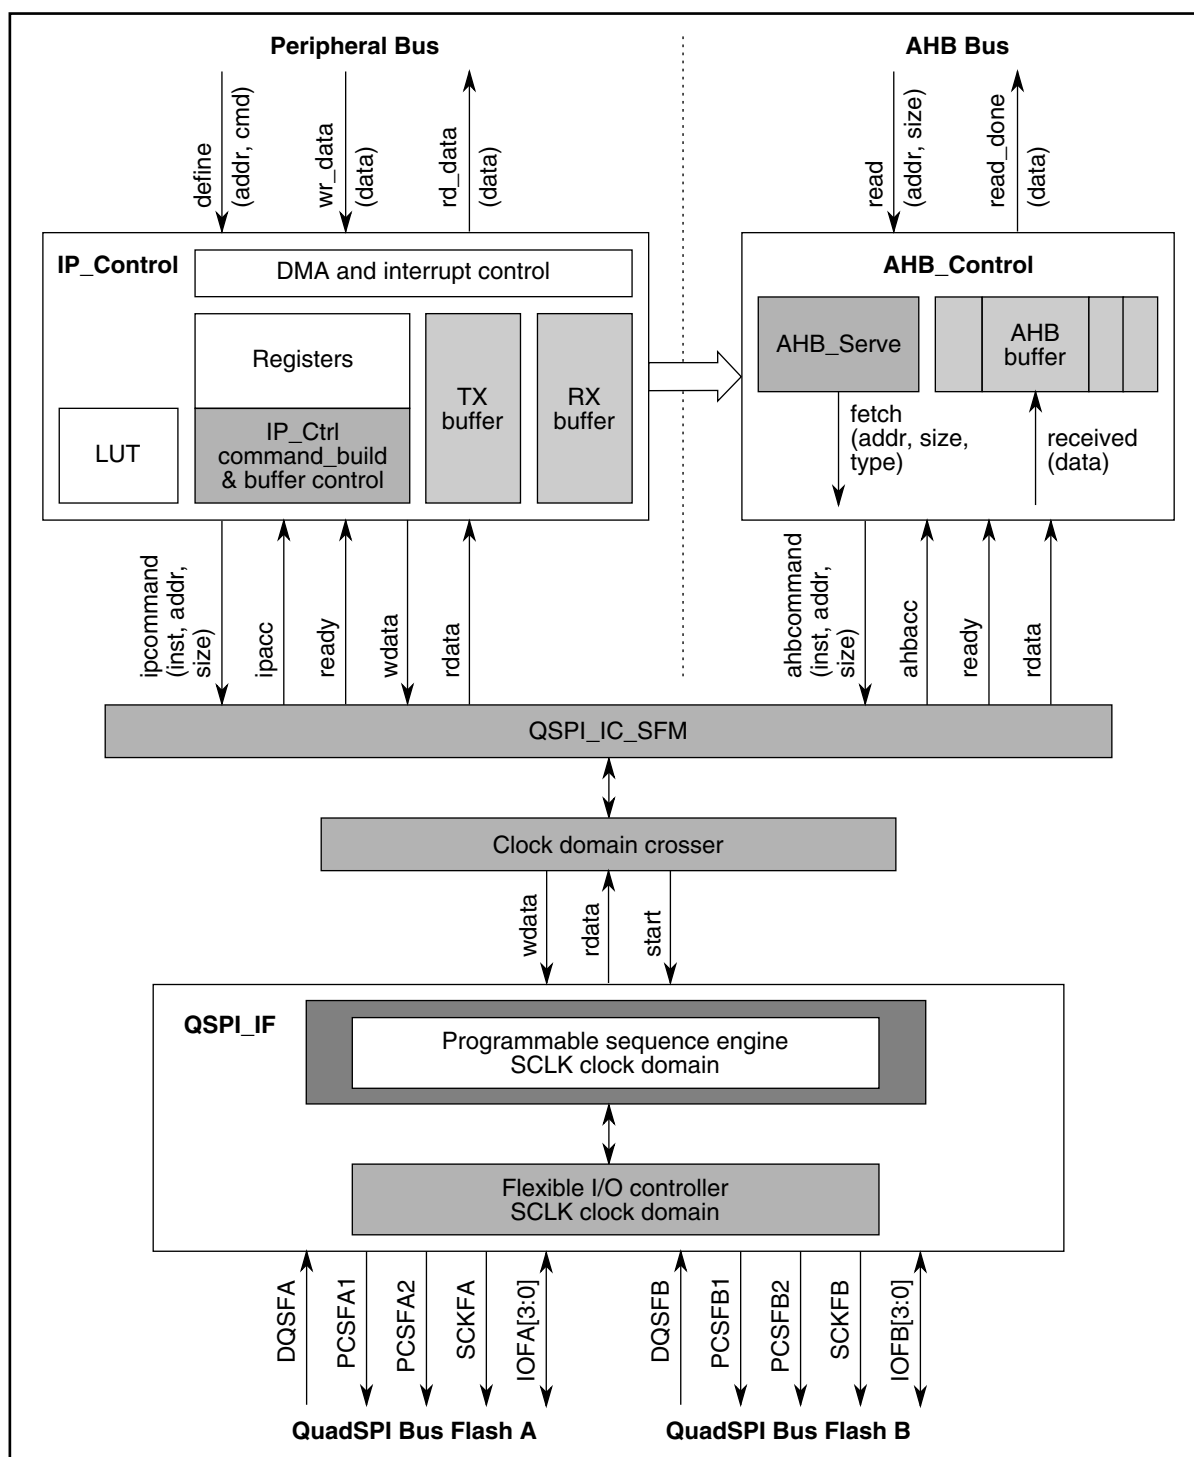 Peripheral Bus
AHB Bus
define
(addr, cmd)
wr_data
(data)
rd_data
(data)
read
(addr, size)
read_done
(data)
IP_Control
DMA and interrupt control
Registers
LUT
IP_Ctrl
command_build
& buffer control
TX
buffer
RX
buffer
AHB_Control
AHB_Serve
AHB
buffer
fetch
(addr, size,
type)
received
(data)
ipcommand
(inst, addr,
size)
ipacc
ready
wdata
rdata
ahbcommand
(inst, addr,
size)
ahbacc
ready
rdata
QSPI_IC_SFM
Clock domain crosser
wdata
rdata
start
QSPI_IF
Programmable sequence engine
SCLK clock domain
Flexible I/O controller
SCLK clock domain
DQSFA
PCSFA1
PCSFA2
SCKFA
IOFA[3:0]
DQSFB
PCSFB1
PCSFB2
SCKFB
IOFB[3:0]
QuadSPI Bus Flash A
QuadSPI Bus Flash B